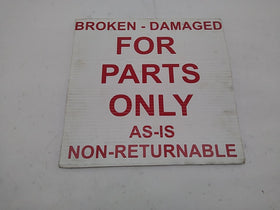 BROKEN - DAMAGED
FOR
PARTS
ONLY
AS-IS
NON-RETURNABLE